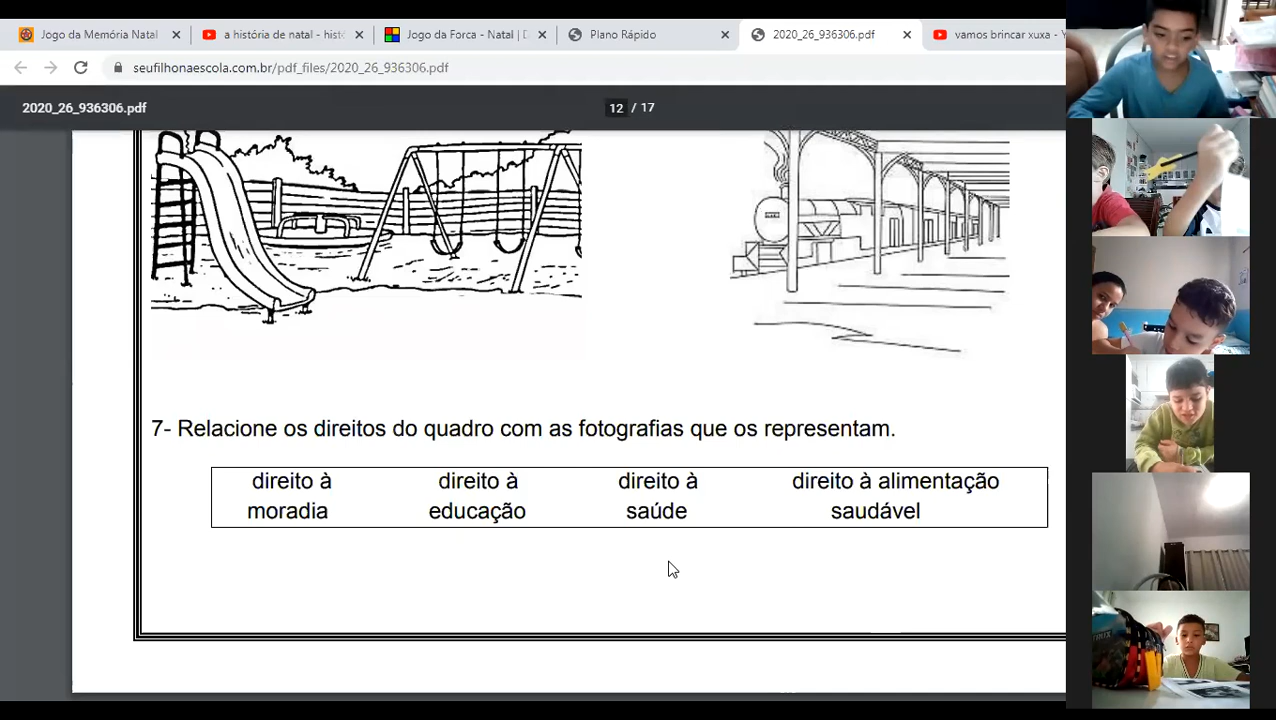 Jogo da Memória Natal
a história de natal - histó
Jogo da Forca - Natal | D
Plano Rápido
2020_26_936306.pdf
vamos brincar xuxa - Y
seufilhonaescola.com.br/pdf_files/2020_26_936306.pdf
2020_26_936306.pdf
12 / 17
7- Relacione os direitos do quadro com as fotografias que os representam.
direito à direito à direito à direito à alimentação
moradia educação saúde saudável